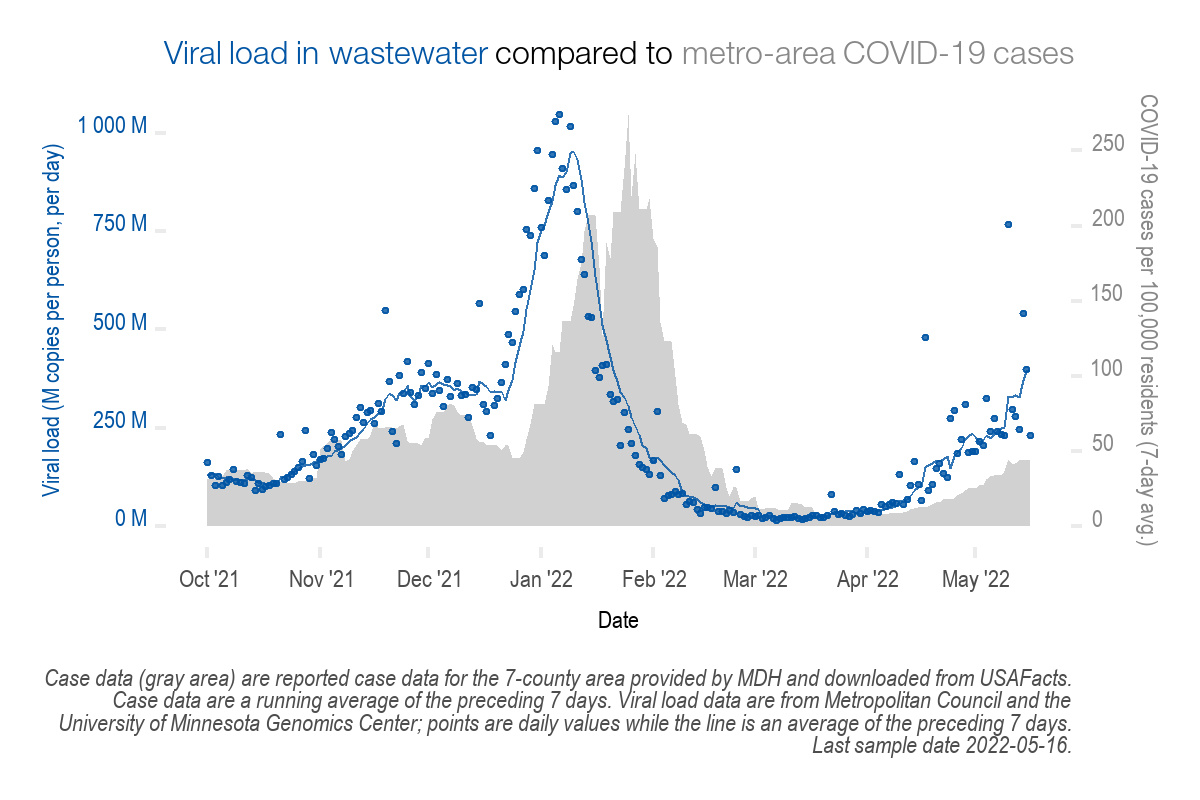 Viral load in wastewater compared to metro-area COVID-19 cases
Viral load (M copies per person, per day)
1 000 M
750 M
500 M
250 M
0 M
COVID-19 cases per 100,000 residents (7-day avg.)
250
200
150
100
50
0
Oct '21 Nov '21 Dec '21 Jan '22 Feb '22 Mar '22 Apr '22 May '22
Date
Case data (gray area) are reported case data for the 7-county area provided by MDH and downloaded from USAFacts.
Case data are a running average of the preceding 7 days. Viral load data are from Metropolitan Council and the
University of Minnesota Genomics Center; points are daily values while the line is an average of the preceding 7 days.
Last sample date 2022-05-16.